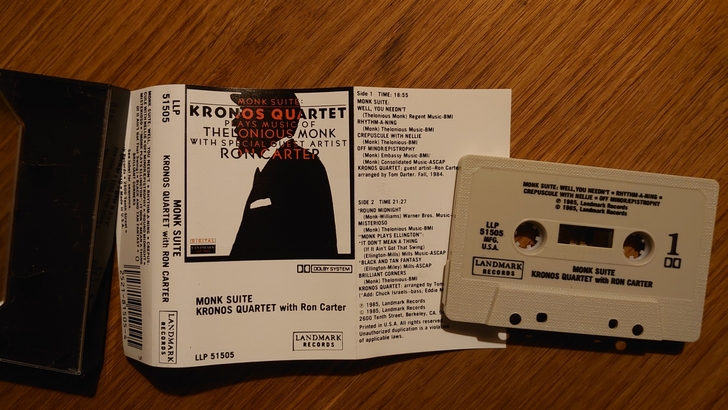 MONK SUITE:
KRONOS QUARTET
PLAYS MUSIC OF
THELONIOUS MONK
WITH SPECIAL GUEST ARTIST
RON CARTER
DIGITAL
LANDMARK
DOLBY SYSTEM
MONK SUITE
KRONOS QUARTET with Ron Carter
LANDMARK
RECORDS
LLP 51505
LLP
51505
MONK SUITE
KRONOS QUARTET with RON CARTER
LANDMARK
RECORDS
Side 1 TIME: 18:55
MONK SUITE:
WELL, YOU NEEDN'T
(Thelonious Monk) Regent Music-BMI
RHYTHM-A-NING
(Monk) Thelonious-BMI
CREPUSCULE WITH NELLIE
(Monk) Thelonious-BMI
OFF MINOR/EPISTROPHY
(Monk) Embassy Music-BMI
(Monk) Consolidated Music-ASCAP
KRONOS QUARTET: guest artist-Ron
arranged by Tom Darter. Fall, 1984.
SIDE 2 TIME 21:27
'ROUND MIDNIGHT
(Monk-Williams) Warner Bros. Music-
MISTERIOSO
(Monk) Thelonious Music-BMI
"MONK PLAYS ELLINGTON":
*IT DON'T MEAN A THING
(If It Ain't Got That Swing)
(Ellington-Mills) Mills Music-ASCAP
*BLACK AND TAN FANTASY
(Ellington-Miley) Mills-ASCAP
BRILLIANT CORNERS
(Monk) Thelonious-BMI
KRONOS QUARTET: arranged by Tom
(*Add: Chuck Israels-bass; Eddie
℗ 1985, Landmark Records
© 1985, Landmark Records
2600 Tenth Street, Berkeley, CA
Printed in U.S.A. All rights reserved
Unauthorized duplication is a
of applicable laws.
MONK SUITE: WELL, YOU NEEDN'T • RHYTHM-A-NING •
CREPUSCULE WITH NELLIE • OFF MINOR/EPISTROPHY
℗ 1985, Landmark Records
© 1985, Landmark Records
LLP
51505
MFG.
U.S.A.
1
LANDMARK
RECORDS
MONK SUITE
KRONOS QUARTET with RON CARTER